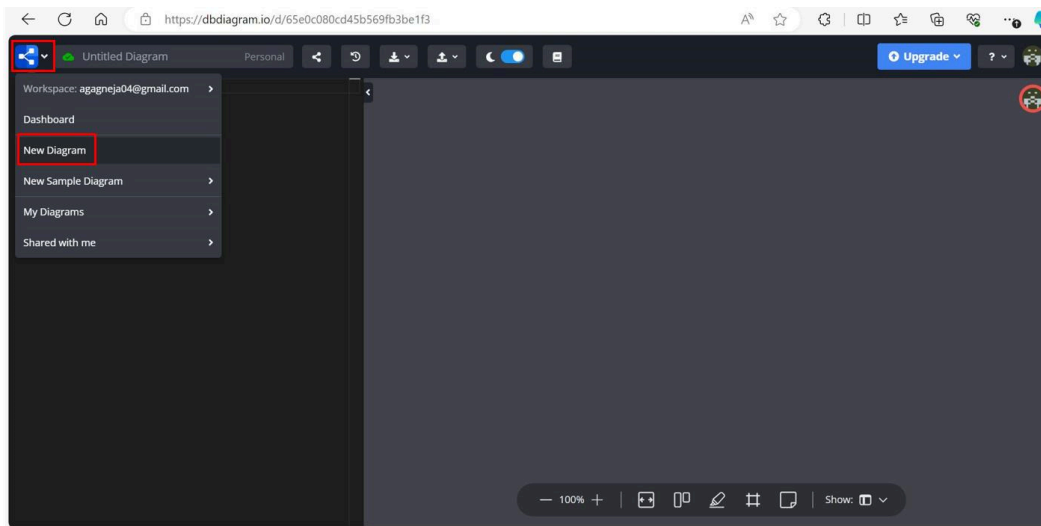 https://dbdiagram.io/d/65e0c080cd45b569fb3be1f3
Untitled Diagram
Personal
Upgrade
?
Workspace: agagneja04@gmail.com
Dashboard
New Diagram
New Sample Diagram
My Diagrams
Shared with me
— 100% +
Show: